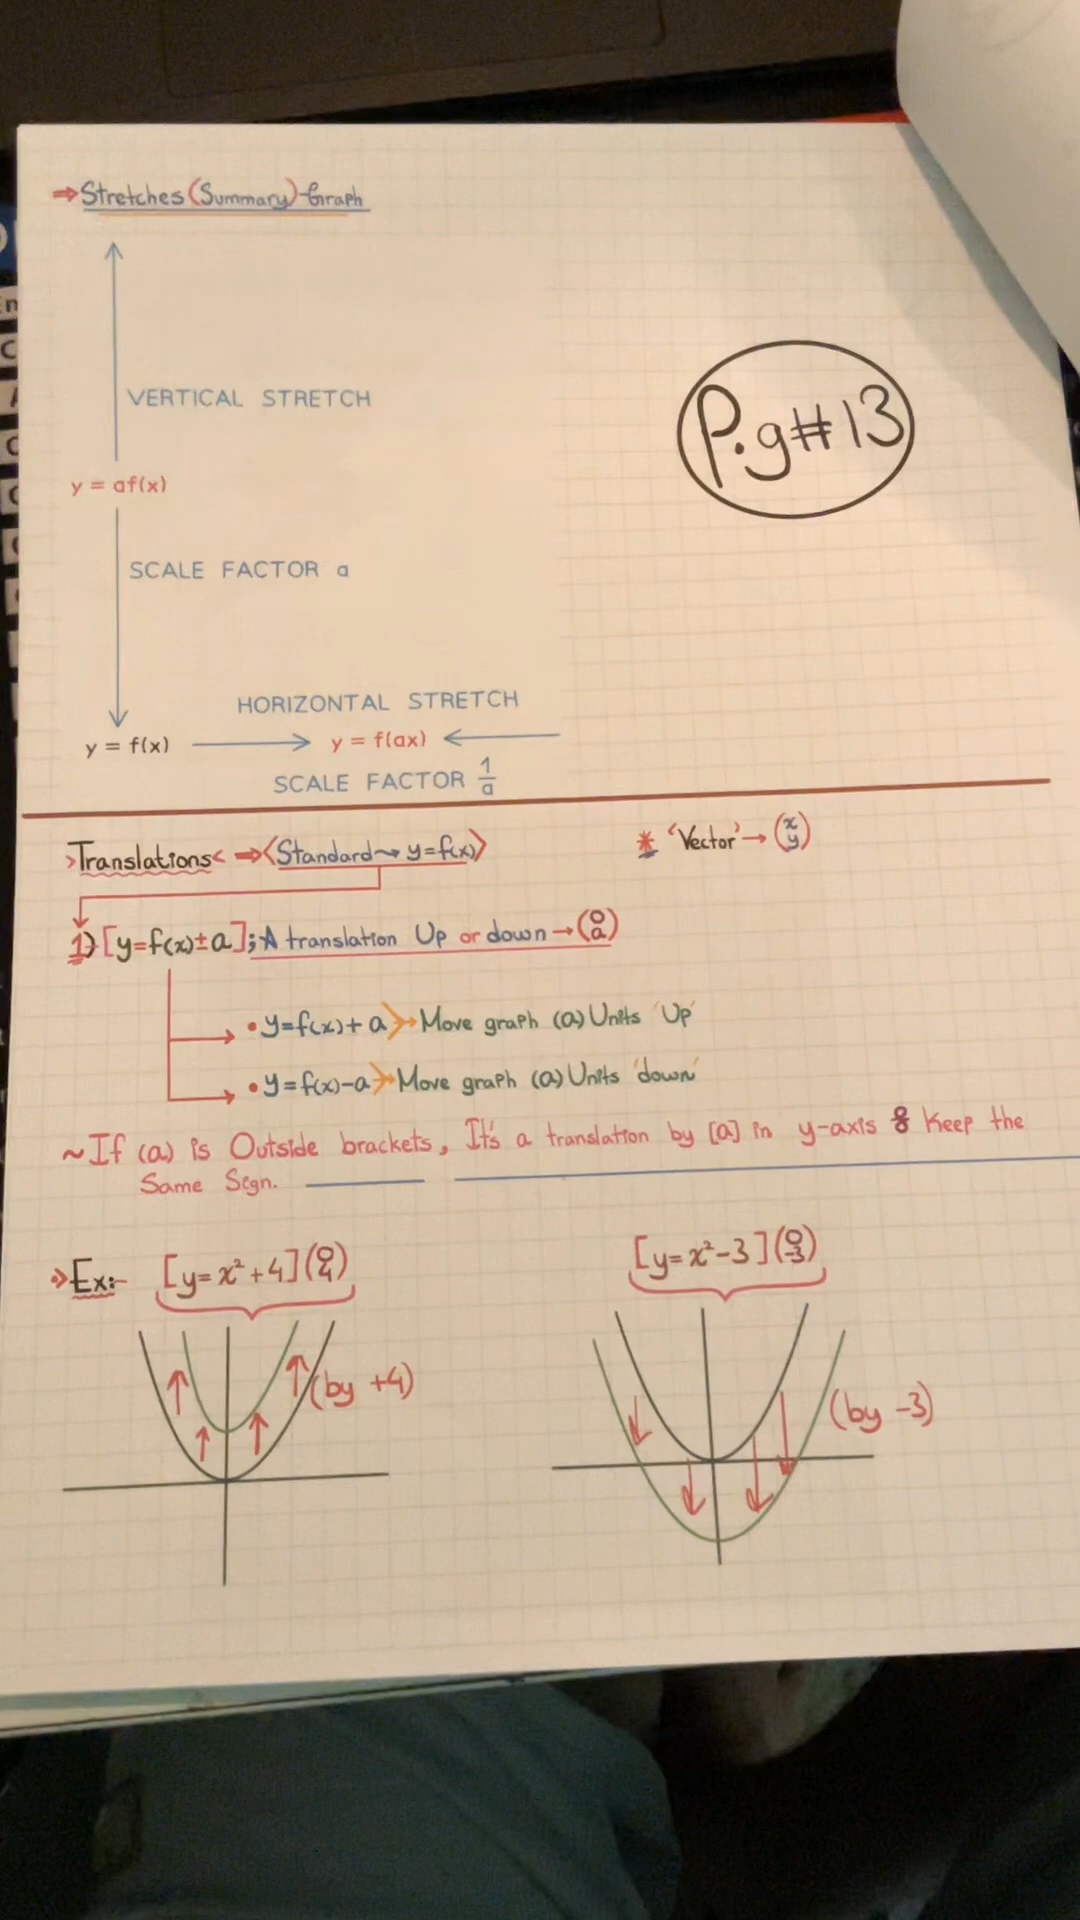 ⇒Stretches(Summary)-Graph
VERTICAL STRETCH
P.g#13
y = af(x)
SCALE FACTOR a
HORIZONTAL STRETCH
y = f(x) → y = f(ax) ←
SCALE FACTOR 1/a
>Translations< ⇒<Standard⇝ y=f(x)>
* 'Vector'→ (x y)
1) [y=f(x)±a];A translation Up or down→(0 a)
• y=f(x)+a ↣ Move graph (a) Units 'Up'
• y=f(x)-a ↣ Move graph (a) Units 'down'
~If (a) is Outside brackets, It's a translation by [a] in y-axis & Keep the
Same Sign.
⇒Ex:- [y=x²+4](0 4) [y=x²-3](0 -3)
(by +4) (by -3)